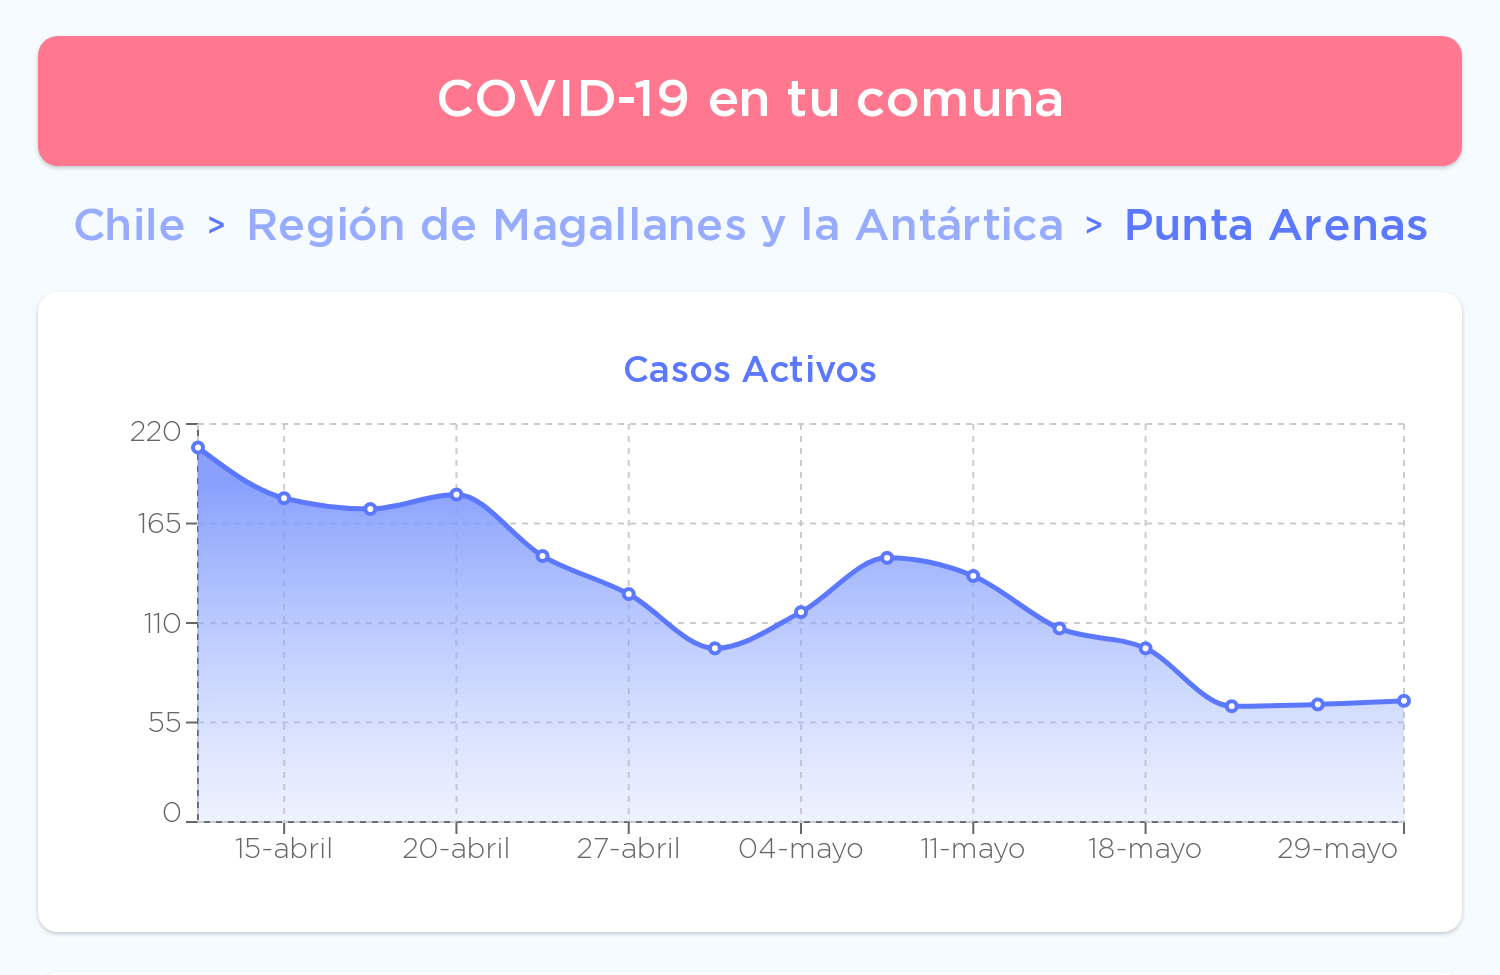 COVID-19 en tu comuna
Chile > Región de Magallanes y la Antártica > Punta Arenas
Casos Activos
220
165
110
55
0
15-abril 20-abril 27-abril 04-mayo 11-mayo 18-mayo 29-mayo